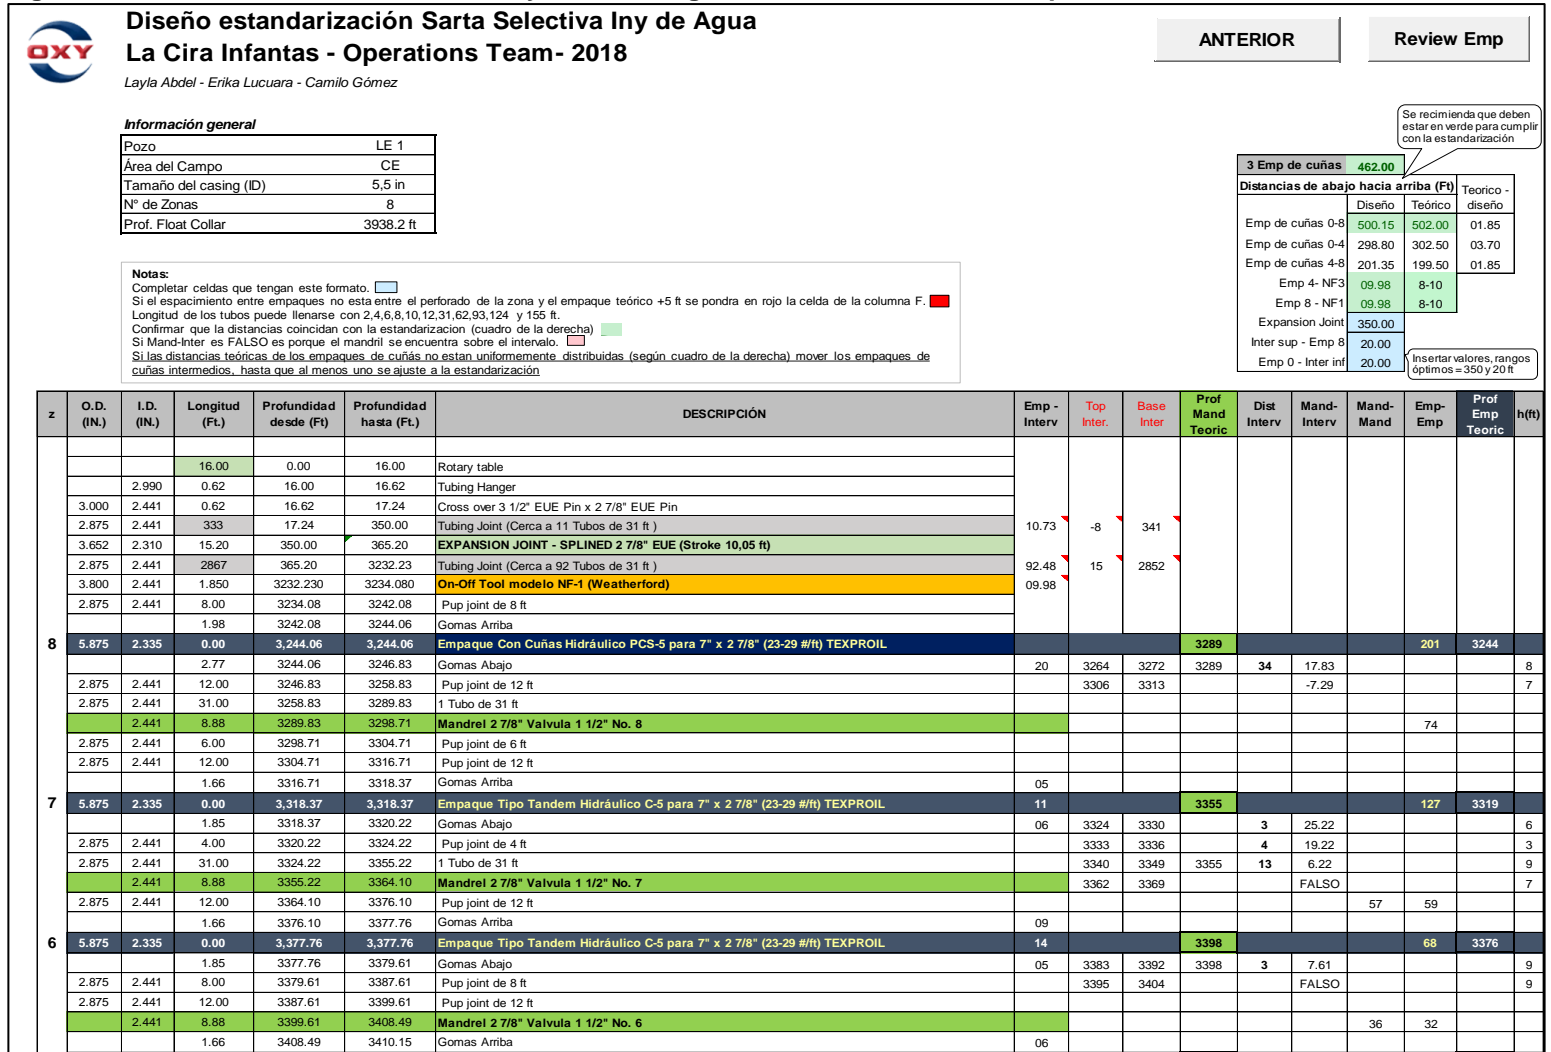 Diseño estandarización Sarta Selectiva Iny de Agua
La Cira Infantas - Operations Team- 2018
Layla Abdel - Erika Lucuara - Camilo Gómez
OXY
ANTERIOR
Review Emp
Información general
Pozo LE 1
Área del Campo CE
Tamaño del casing (ID) 5,5 in
N° de Zonas 8
Prof. Float Collar 3938.2 ft
Se recimienda que deben
estar en verde para cumplir
con la estandarización
3 Emp de cuñas 462.00
Distancias de abajo hacia arriba (Ft) Teorico - diseño
Diseño Teórico
Emp de cuñas 0-8 500.15 502.00 01.85
Emp de cuñas 0-4 298.80 302.50 03.70
Emp de cuñas 4-8 201.35 199.50 01.85
Emp 4- NF3 09.98 8-10
Emp 8 - NF1 09.98 8-10
Expansion Joint 350.00
Inter sup - Emp 8 20.00
Emp 0 - Inter inf 20.00
Insertar valores, rangos
óptimos = 350 y 20 ft
Notas:
Completar celdas que tengan este formato.
Si el espacimiento entre empaques no esta entre el perforado de la zona y el empaque teórico +5 ft se pondra en rojo la celda de la columna F.
Longitud de los tubos puede llenarse con 2,4,6,8,10,12,31,62,93,124 y 155 ft.
Confirmar que la distancias coincidan con la estandarizacion (cuadro de la derecha)
Si Mand-Inter es FALSO es porque el mandril se encuentra sobre el intervalo.
Si las distancias teóricas de los empaques de cuñás no estan uniformemente distribuidas (según cuadro de la derecha) mover los empaques de
cuñas intermedios, hasta que al menos uno se ajuste a la estandarización
z O.D. (IN.) I.D. (IN.) Longitud (Ft.) Profundidad desde (Ft) Profundidad hasta (Ft.) DESCRIPCIÓN Emp - Interv Top Inter. Base Inter Prof Mand Teoric Dist Interv Mand- Interv Mand- Mand Emp- Emp Prof Emp Teoric h(ft)
16.00 0.00 16.00 Rotary table
2.990 0.62 16.00 16.62 Tubing Hanger
3.000 2.441 0.62 16.62 17.24 Cross over 3 1/2" EUE Pin x 2 7/8" EUE Pin
2.875 2.441 333 17.24 350.00 Tubing Joint (Cerca a 11 Tubos de 31 ft ) 10.73 -8 341
3.652 2.310 15.20 350.00 365.20 EXPANSION JOINT - SPLINED 2 7/8" EUE (Stroke 10,05 ft)
2.875 2.441 2867 365.20 3232.23 Tubing Joint (Cerca a 92 Tubos de 31 ft ) 92.48 15 2852
3.800 2.441 1.850 3232.230 3234.080 On-Off Tool modelo NF-1 (Weatherford) 09.98
2.875 2.441 8.00 3234.08 3242.08 Pup joint de 8 ft
1.98 3242.08 3244.06 Gomas Arriba
8 5.875 2.335 0.00 3,244.06 3,244.06 Empaque Con Cuñas Hidráulico PCS-5 para 7" x 2 7/8" (23-29 #/ft) TEXPROIL 3289 201 3244
2.77 3244.06 3246.83 Gomas Abajo 20 3264 3272 3289 34 17.83 8
2.875 2.441 12.00 3246.83 3258.83 Pup joint de 12 ft 3306 3313 -7.29 7
2.875 2.441 31.00 3258.83 3289.83 1 Tubo de 31 ft
2.441 8.88 3289.83 3298.71 Mandrel 2 7/8" Valvula 1 1/2" No. 8 74
2.875 2.441 6.00 3298.71 3304.71 Pup joint de 6 ft
2.875 2.441 12.00 3304.71 3316.71 Pup joint de 12 ft
1.66 3316.71 3318.37 Gomas Arriba 05
7 5.875 2.335 0.00 3,318.37 3,318.37 Empaque Tipo Tandem Hidráulico C-5 para 7" x 2 7/8" (23-29 #/ft) TEXPROIL 11 3355 127 3319
1.85 3318.37 3320.22 Gomas Abajo 06 3324 3330 3 25.22 6
2.875 2.441 4.00 3320.22 3324.22 Pup joint de 4 ft 3333 3336 4 19.22 3
2.875 2.441 31.00 3324.22 3355.22 1 Tubo de 31 ft 3340 3349 3355 13 6.22 9
2.441 8.88 3355.22 3364.10 Mandrel 2 7/8" Valvula 1 1/2" No. 7 3362 3369 FALSO 7
2.875 2.441 12.00 3364.10 3376.10 Pup joint de 12 ft 57 59
1.66 3376.10 3377.76 Gomas Arriba 09
6 5.875 2.335 0.00 3,377.76 3,377.76 Empaque Tipo Tandem Hidráulico C-5 para 7" x 2 7/8" (23-29 #/ft) TEXPROIL 14 3398 68 3376
1.85 3377.76 3379.61 Gomas Abajo 05 3383 3392 3398 3 7.61 9
2.875 2.441 8.00 3379.61 3387.61 Pup joint de 8 ft 3395 3404 FALSO 9
2.875 2.441 12.00 3387.61 3399.61 Pup joint de 12 ft
2.441 8.88 3399.61 3408.49 Mandrel 2 7/8" Valvula 1 1/2" No. 6 36 32
1.66 3408.49 3410.15 Gomas Arriba 06